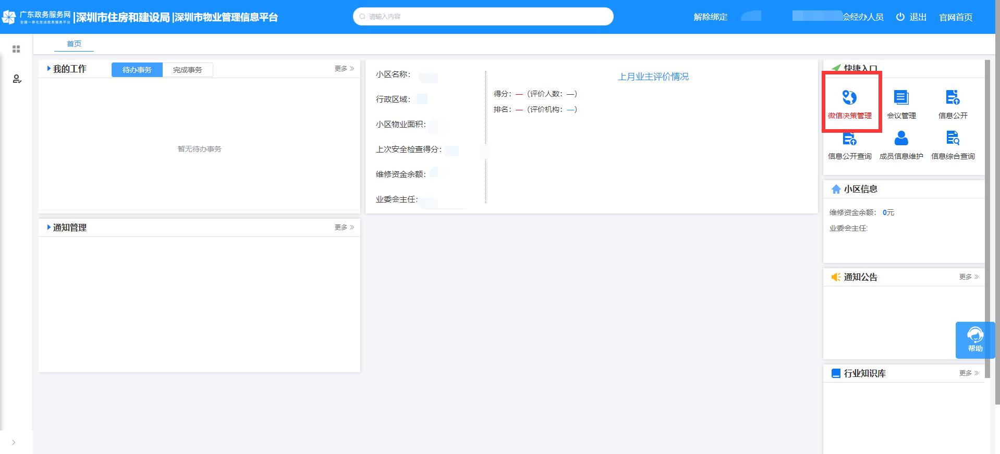 广东政务服务网
全国一体化在线政务服务平台
|深圳市住房和建设局 |深圳市物业管理信息平台
请输入内容
解除绑定
会经办人员
退出
官网首页
首页
我的工作
待办事务
完成事务
更多
暂无待办事务
通知管理
更多
小区名称：
行政区域：
小区物业面积：
上次安全检查得分：
维修资金余额：
业委会主任：
上月业主评价情况
得分：—（评价人数：—）
排名：—（评价机构：—）
快捷入口
微信决策管理
会议管理
信息公开
信息公开查询
成员信息维护
信息综合查询
小区信息
维修资金余额： 0元
业委会主任:
通知公告
更多
帮助
行业知识库
更多